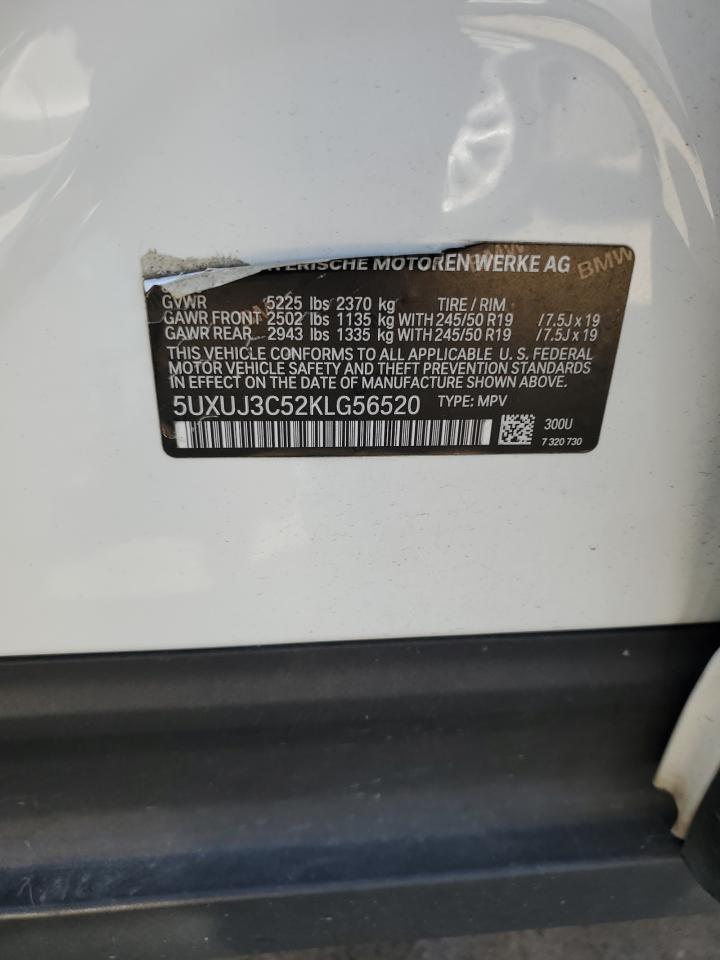 MOTOREN WERKE AG
BMW
BMW
GVWR 5225 lbs 2370 kg TIRE / RIM
GAWR FRONT 2502 lbs 1135 kg WITH 245/50 R19 /7.5J x 19
GAWR REAR 2943 lbs 1335 kg WITH 245/50 R19 /7.5J x 19
THIS VEHICLE CONFORMS TO ALL APPLICABLE U. S. FEDERAL
MOTOR VEHICLE SAFETY AND THEFT PREVENTION STANDARDS
IN EFFECT ON THE DATE OF MANUFACTURE SHOWN ABOVE.
5UXUJ3C52KLG56520 TYPE: MPV
300U
7 320 730